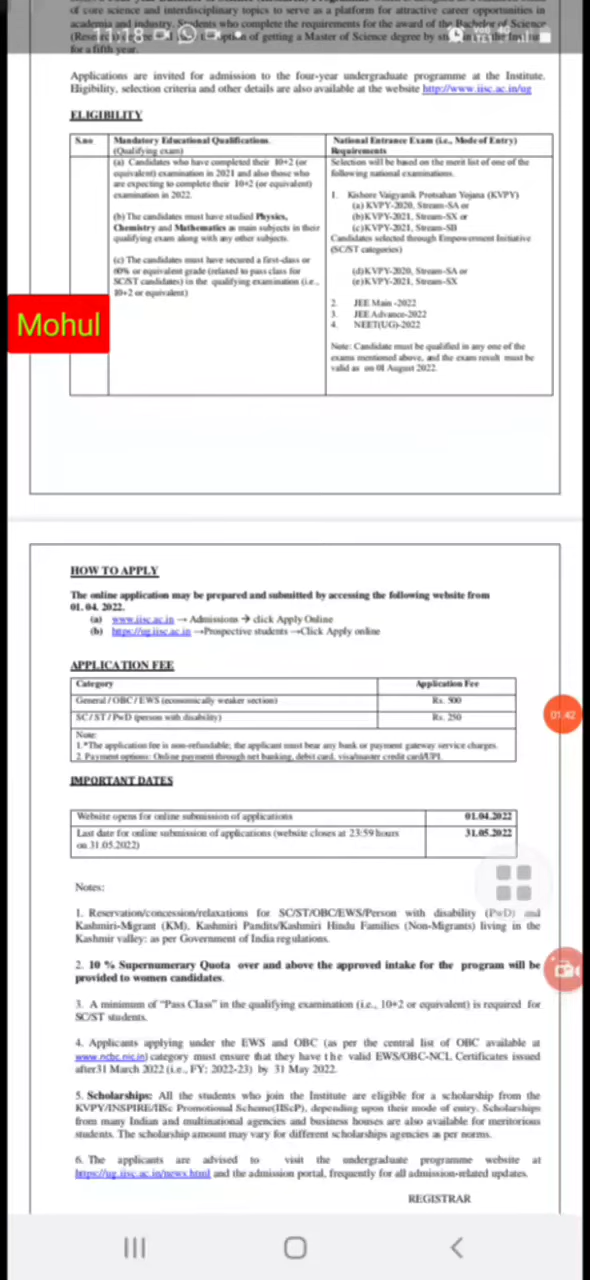 of core science and interdisciplinary topics to serve as a platform for attractive career opportunities in
academia and industry. Students who complete the requirements for the award of the Bachelor of Science
11:18
for a fifth year.
Applications are invited for admission to the four-year undergraduate programme at the Institute.
Eligibility, selection criteria and other details are also available at the website http://www.iisc.ac.in/ug
ELIGIBILITY
S.no
Mandatory Educational Qualifications
(Qualifying exam)
National Entrance Exam (i.e., Mode of Entry)
Requirements
(a) Candidates who have completed their 10+2 (or
equivalent) examination in 2021 and also those who
are expecting to complete their 10+2 (or equivalent)
examination in 2022.
(b) The candidates must have studied Physics,
Chemistry and Mathematics as main subjects in their
qualifying exam along with any other subjects.
(c) The candidates must have secured a first-class or
60% or equivalent grade (relaxed to pass class for
SC/ST candidates) in the qualifying examination (i.e.,
10+2 or equivalent)
Selection will be based on the merit list of one of the
following national examinations.
1. Kishore Vaigyanik Protsahan Yojana (KVPY)
(a) KVPY-2020, Stream-SA or
(b)KVPY-2021, Stream-SX or
(c)KVPY-2021, Stream-SB
Candidates selected through Empowerment Initiative
(SC/ST categories)
(d)KVPY-2020, Stream-SA or
(e)KVPY-2021, Stream-SX
2. JEE Main -2022
3. JEE Advance-2022
4. NEET(UG)-2022
Note: Candidate must be qualified in any one of the
exams mentioned above, and the exam result must be
valid as on 01 August 2022.
Mohul
HOW TO APPLY
The online application may be prepared and submitted by accessing the following website from
01. 04. 2022.
(a) www.iisc.ac.in → Admissions → click Apply Online
(b) https://ug.iisc.ac.in →Prospective students →Click Apply online
APPLICATION FEE
Category Application Fee
General / OBC / EWS (economically weaker section) Rs. 500
SC / ST / PwD (person with disability) Rs. 250
Note:
1.*The application fee is non-refundable; the applicant must bear any bank or payment gateway service charges.
2. Payment options: Online payment through net banking, debit card, visa/master credit card/UPI.
01:42
IMPORTANT DATES
Website opens for online submission of applications 01.04.2022
Last date for online submission of applications (website closes at 23:59 hours
on 31.05.2022) 31.05.2022
Notes:
1. Reservation/concession/relaxations for SC/ST/OBC/EWS/Person with disability (PwD) and
Kashmiri-Migrant (KM), Kashmiri Pandits/Kashmiri Hindu Families (Non-Migrants) living in the
Kashmir valley: as per Government of India regulations.
2. 10 % Supernumerary Quota over and above the approved intake for the program will be
provided to women candidates.
3. A minimum of "Pass Class" in the qualifying examination (i.e., 10+2 or equivalent) is required for
SC/ST students.
4. Applicants applying under the EWS and OBC (as per the central list of OBC available at
www.ncbc.nic.in) category must ensure that they have the valid EWS/OBC-NCL Certificates issued
after31 March 2022 (i.e., FY: 2022-23) by 31 May 2022.
5. Scholarships: All the students who join the Institute are eligible for a scholarship from the
KVPY/INSPIRE/IISc Promotional Scheme(IIScP), depending upon their mode of entry. Scholarships
from many Indian and multinational agencies and business houses are also available for meritorious
students. The scholarship amount may vary for different scholarships agencies as per norms.
6. The applicants are advised to visit the undergraduate programme website at
https://ug.iisc.ac.in/news.html and the admission portal, frequently for all admission-related updates.
REGISTRAR